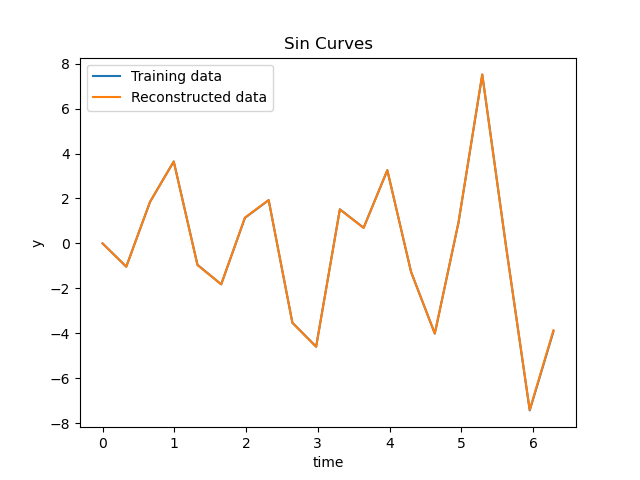 Sin Curves
Training data
Reconstructed data
8
6
4
2
0
−2
−4
−6
−8
y
0 1 2 3 4 5 6
time